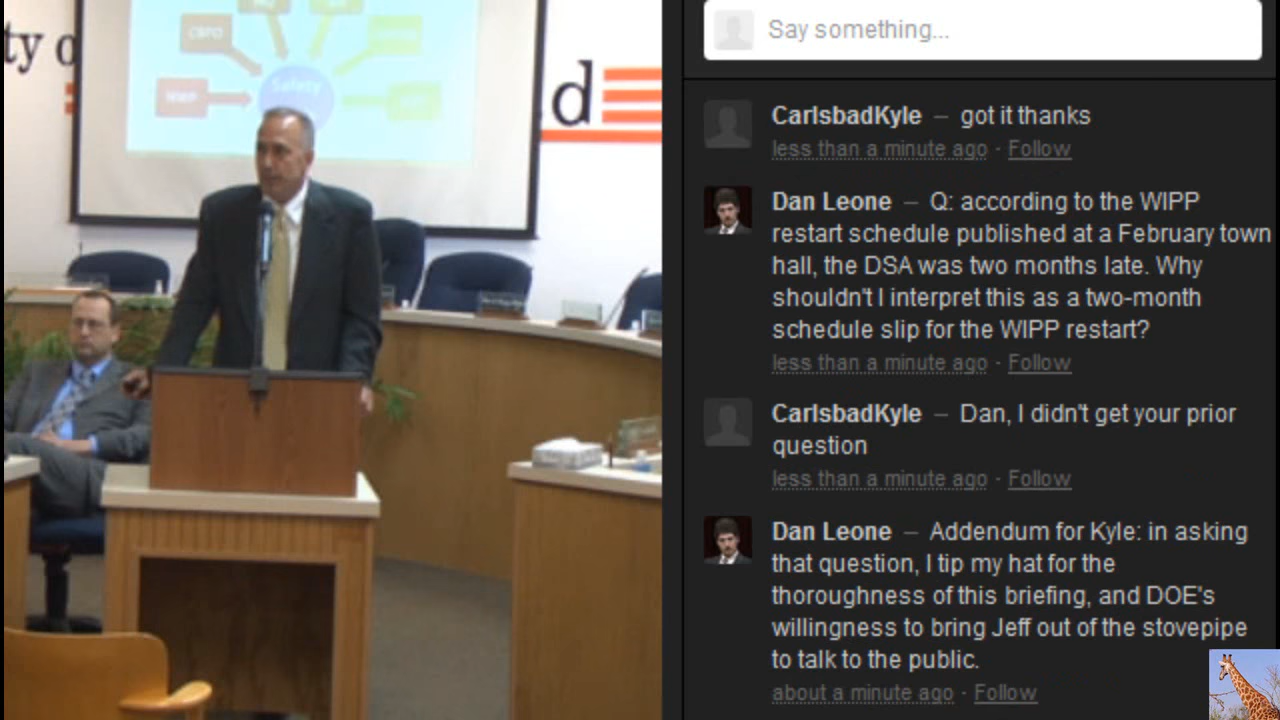 ty o
d
CBFO
Safety
Say something...
CarlsbadKyle – got it thanks
less than a minute ago · Follow
Dan Leone – Q: according to the WIPP
restart schedule published at a February town
hall, the DSA was two months late. Why
shouldn't I interpret this as a two-month
schedule slip for the WIPP restart?
less than a minute ago · Follow
CarlsbadKyle – Dan, I didn't get your prior
question
less than a minute ago · Follow
Dan Leone – Addendum for Kyle: in asking
that question, I tip my hat for the
thoroughness of this briefing, and DOE's
willingness to bring Jeff out of the stovepipe
to talk to the public.
about a minute ago · Follow